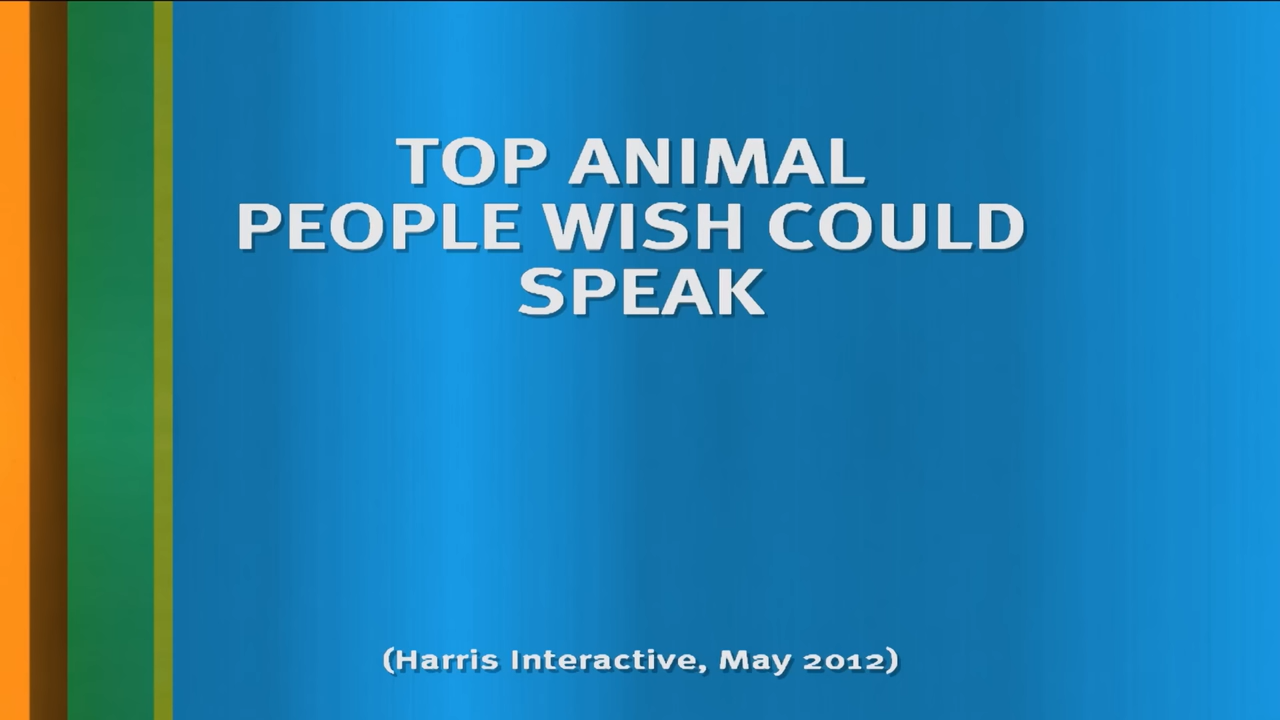 TOP ANIMAL
PEOPLE WISH COULD
SPEAK
(Harris Interactive, May 2012)